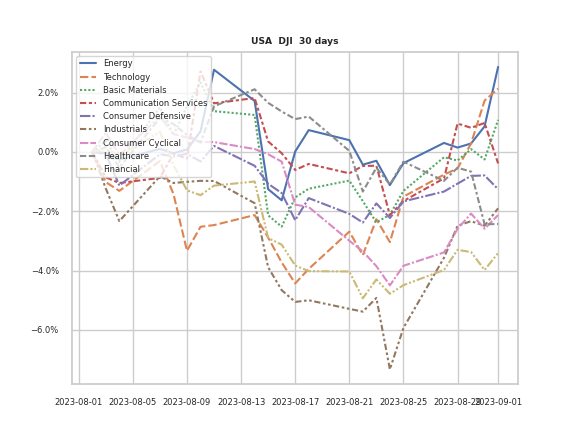 USA DJI 30 days
Energy
Technology
Basic Materials
Communication Services
Consumer Defensive
Industrials
Consumer Cyclical
Healthcare
Financial
2.0%
0.0%
−2.0%
−4.0%
−6.0%
2023-08-01 2023-08-05 2023-08-09 2023-08-13 2023-08-17 2023-08-21 2023-08-25 2023-08-29 2023-09-01